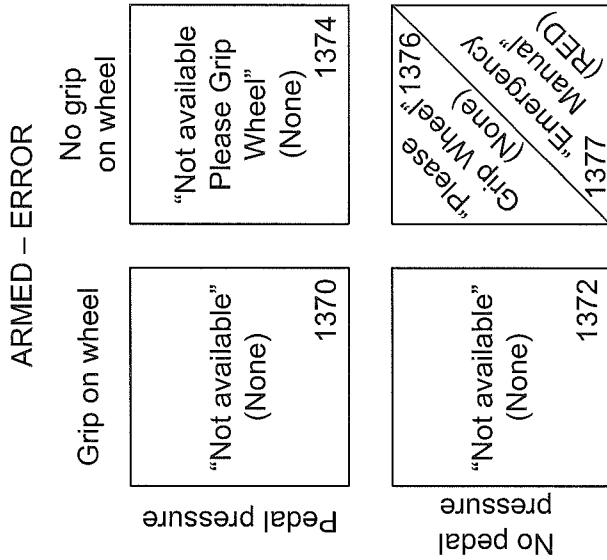 ARMED – ERROR
Grip on wheel
No grip
on wheel
Pedal pressure
“Not available”
(None)
1370
“Not available
Please Grip
Wheel”
(None)
1374
No pedal
pressure
“Not available”
(None)
1372
“Please
Grip Wheel”
(None)
1376
“Emergency
Manual”
(RED)
1377